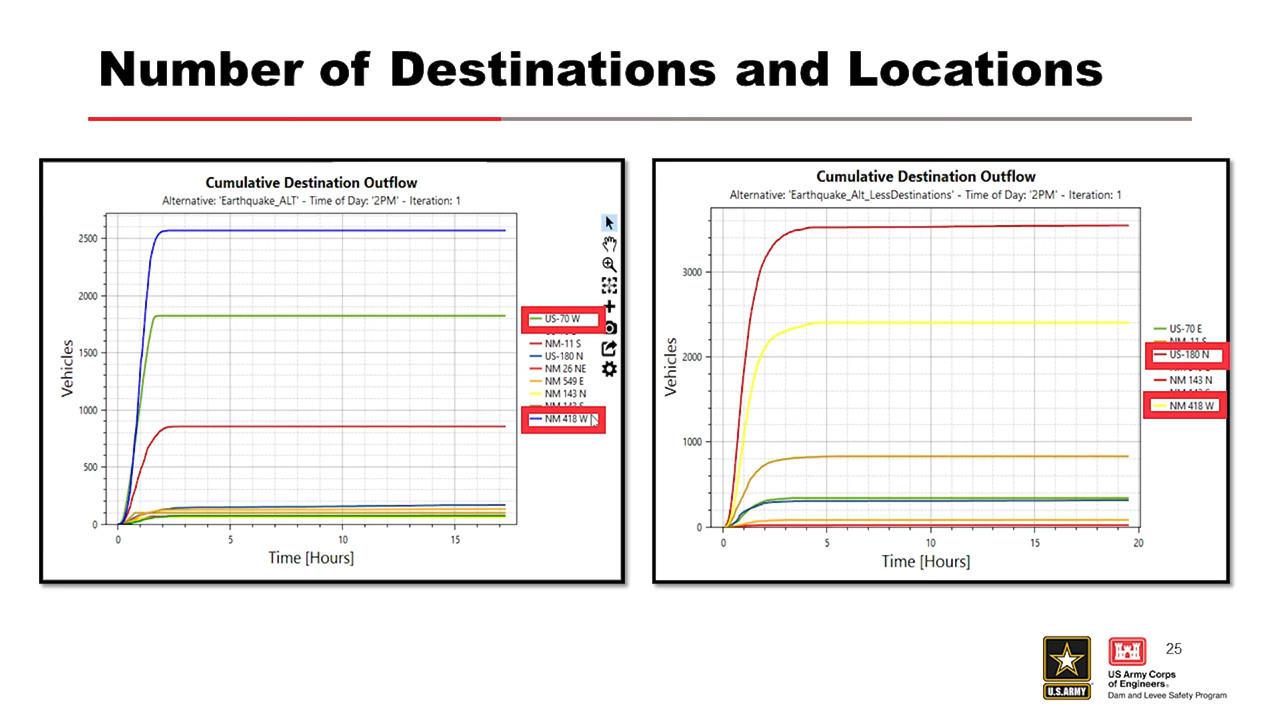 Number of Destinations and Locations
Cumulative Destination Outflow
Alternative: 'Earthquake_ALT' - Time of Day: '2PM' - Iteration: 1
Vehicles
2500
2000
1500
1000
500
0
0 5 10 15
Time [Hours]
US-70 W
NM-11 S
US-180 N
NM 26 NE
NM 549 E
NM 143 N
NM 143 S
NM 418 W
Cumulative Destination Outflow
Alternative: 'Earthquake_Alt_LessDestinations' - Time of Day: '2PM' - Iteration: 1
Vehicles
3000
2000
1000
0
0 5 10 15 20
Time [Hours]
US-70 E
NM-11 S
US-180 N
NM 143 N
NM 418 W
U.S.ARMY
US Army Corps
of Engineers®
Dam and Levee Safety Program
25